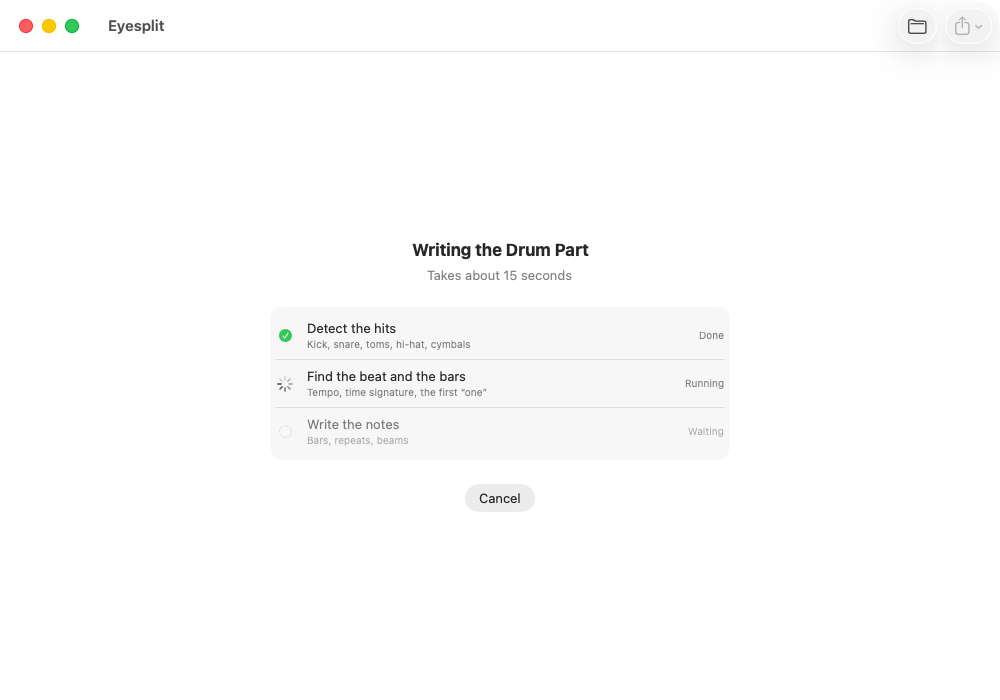 Eyesplit
Writing the Drum Part
Takes about 15 seconds
Detect the hits
Kick, snare, toms, hi-hat, cymbals
Done
Find the beat and the bars
Tempo, time signature, the first “one”
Running
Write the notes
Bars, repeats, beams
Waiting
Cancel